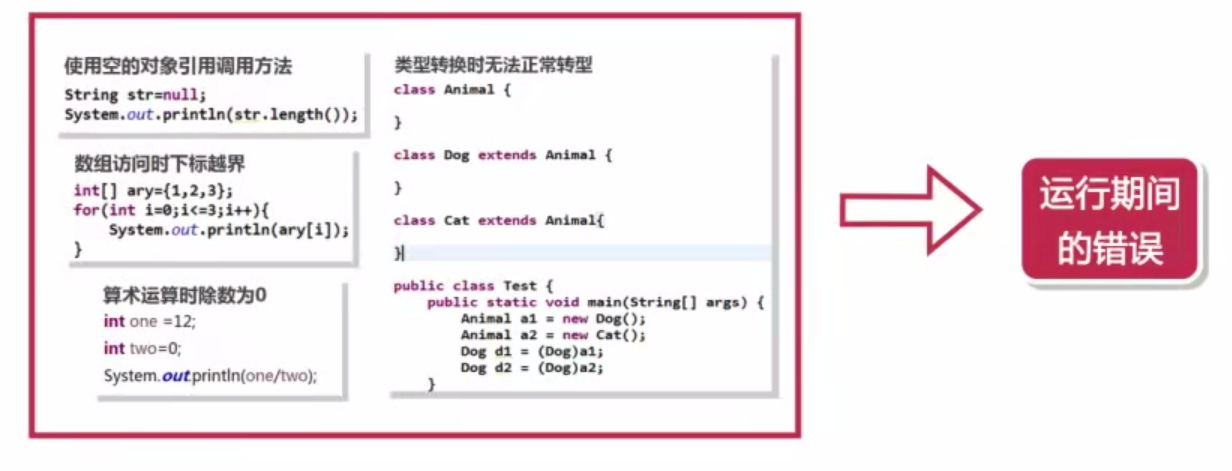 使用空的对象引用调用方法
String str=null;
System.out.println(str.length());
数组访问时下标越界
int[] ary={1,2,3};
for(int i=0;i<=3;i++){
System.out.println(ary[i]);
}
算术运算时除数为0
int one =12;
int two=0;
System.out.println(one/two);
类型转换时无法正常转型
class Animal {
}
class Dog extends Animal {
}
class Cat extends Animal{
}
public class Test {
public static void main(String[] args) {
Animal a1 = new Dog();
Animal a2 = new Cat();
Dog d1 = (Dog)a1;
Dog d2 = (Dog)a2;
}
运行期间
的错误